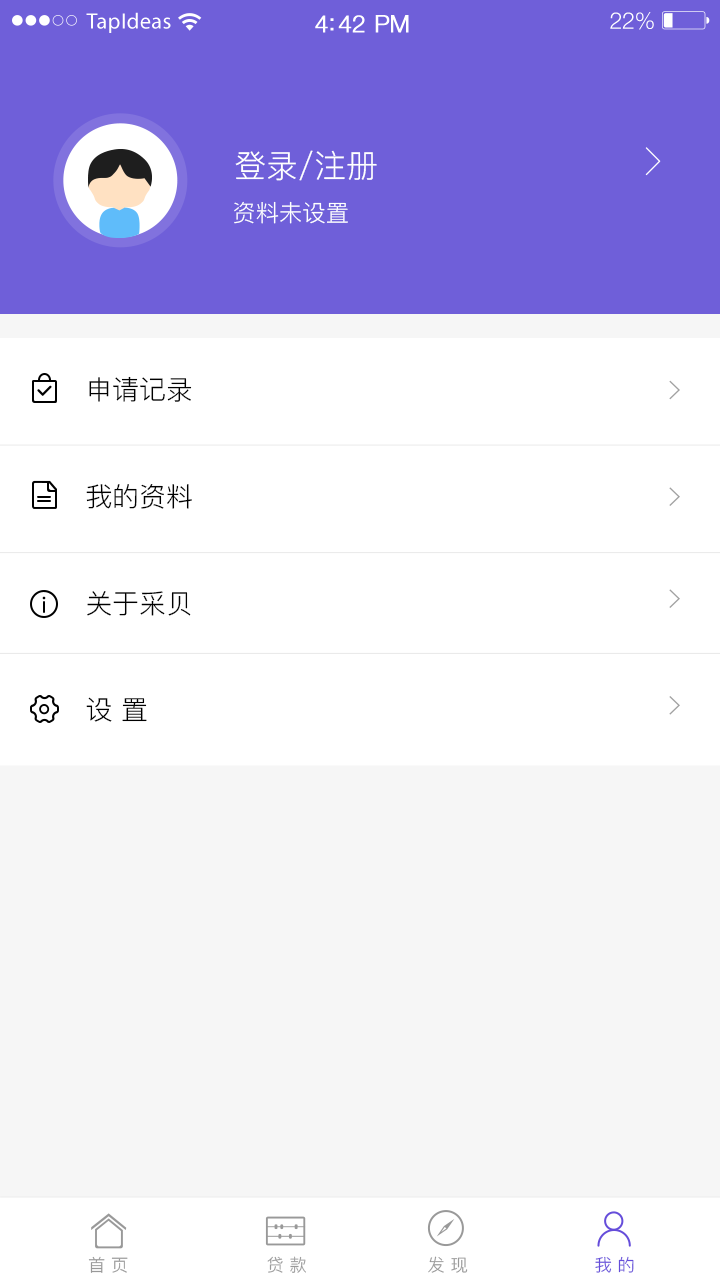 TapIdeas
4:42 PM
22%
登录/注册
资料未设置
申请记录
我的资料
关于采贝
设 置
首 页
贷 款
发 现
我 的